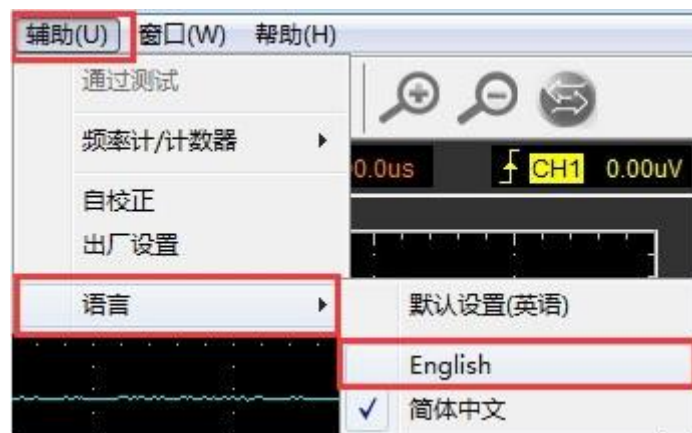 辅助(U) 窗口(W) 帮助(H)
通过测试
频率计/计数器
00.0us CH1 0.00uV
自校正
出厂设置
语言
默认设置(英语)
English
简体中文